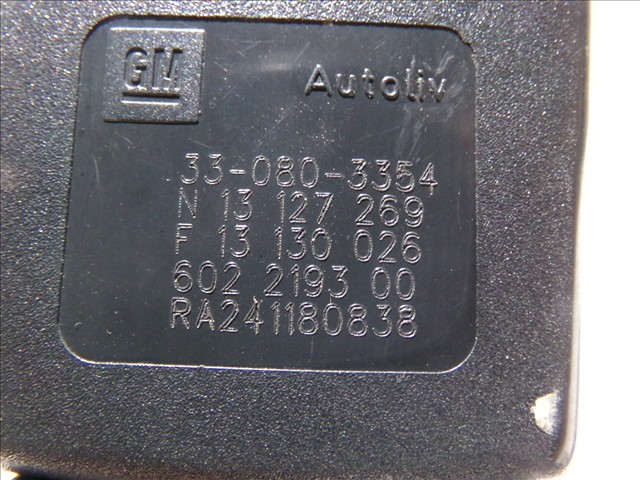 GM Autoliv
33-080-3354
N 13 127 269
F 13 130 026
602 2193 00
RA241180838